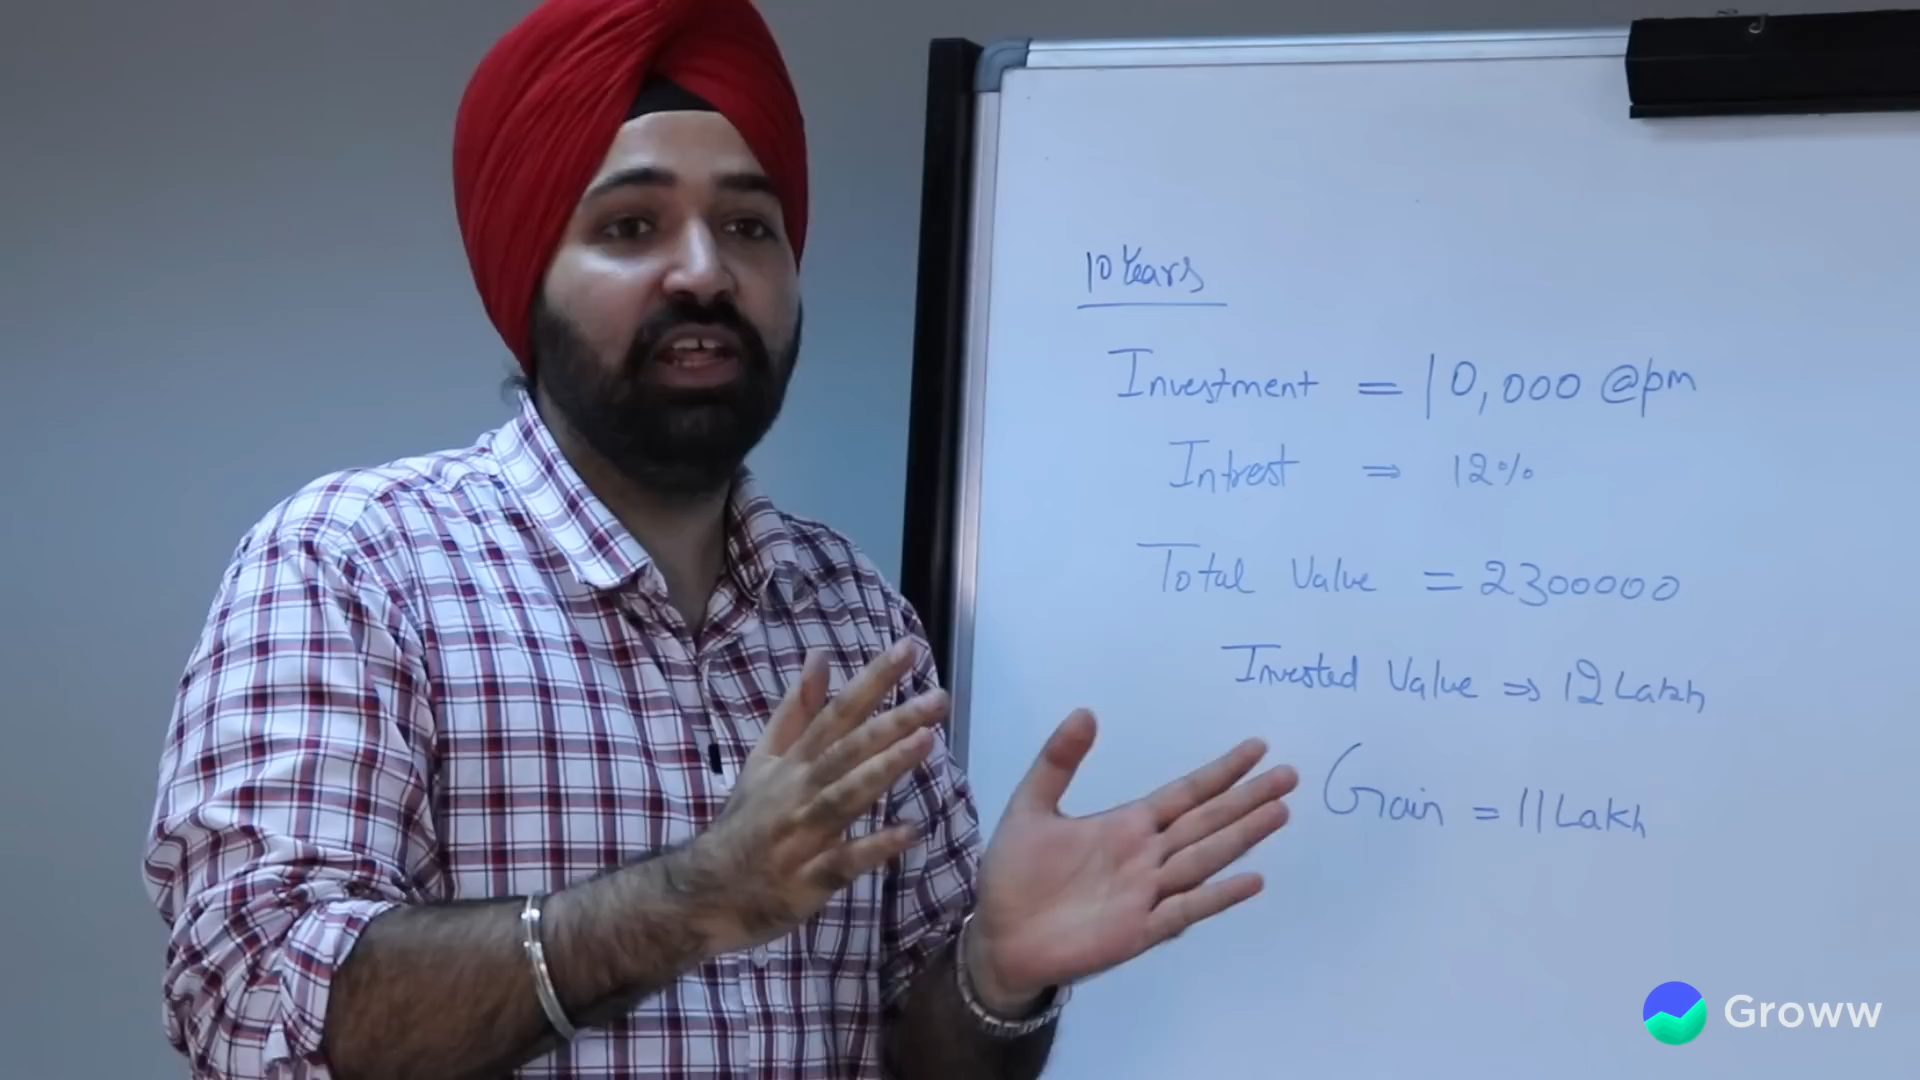 10 Years
Investment = 10,000 @pm
Intrest ⇒ 12%
Total Value = 2300000
Invested Value ⇒ 12 Lakh
Gain = 11 Lakh
Groww